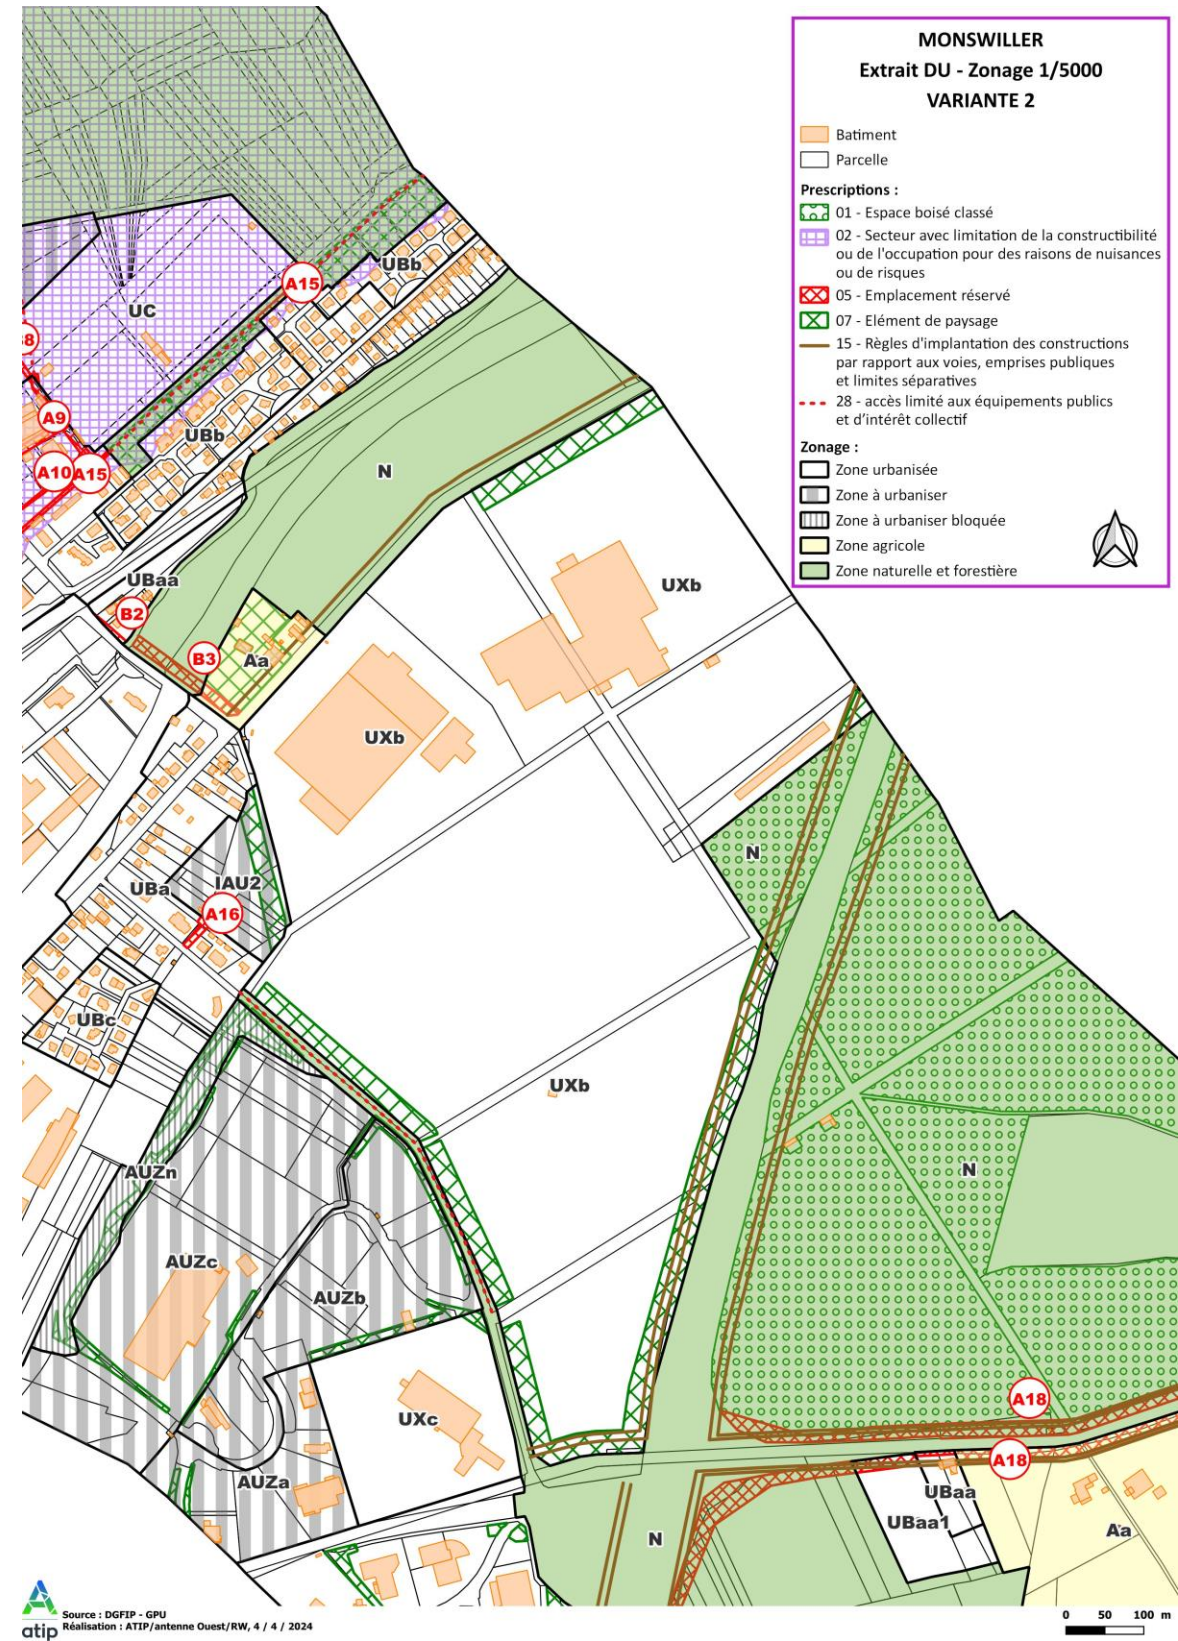 MONSWILLER
Extrait DU - Zonage 1/5000
VARIANTE 2
Batiment
Parcelle
Prescriptions :
01 - Espace boisé classé
02 - Secteur avec limitation de la constructibilité
ou de l'occupation pour des raisons de nuisances
ou de risques
05 - Emplacement réservé
07 - Elément de paysage
15 - Règles d'implantation des constructions
par rapport aux voies, emprises publiques
et limites séparatives
28 - accès limité aux équipements publics
et d’intérêt collectif
Zonage :
Zone urbanisée
Zone à urbaniser
Zone à urbaniser bloquée
Zone agricole
Zone naturelle et forestière
UBb
A15
UC
A9
UBb
A10
A15
N
UBaa
UXb
B2
B3
Aa
UXb
N
IAU2
UBa
A16
UBc
UXb
AUZn
N
AUZc
AUZb
A18
UXc
A18
AUZa
UBaa
UBaa1
Aa
N
atip
Source : DGFIP - GPU
Réalisation : ATIP/antenne Ouest/RW, 4 / 4 / 2024
0 50 100 m